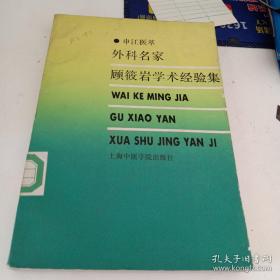 ●申江医萃
外科名家
顾筱岩学术经验集
WAI KE MING JIA
GU XIAO YAN
XUA SHU JING YAN JI
上海中医学院出版社
孔夫子旧书网